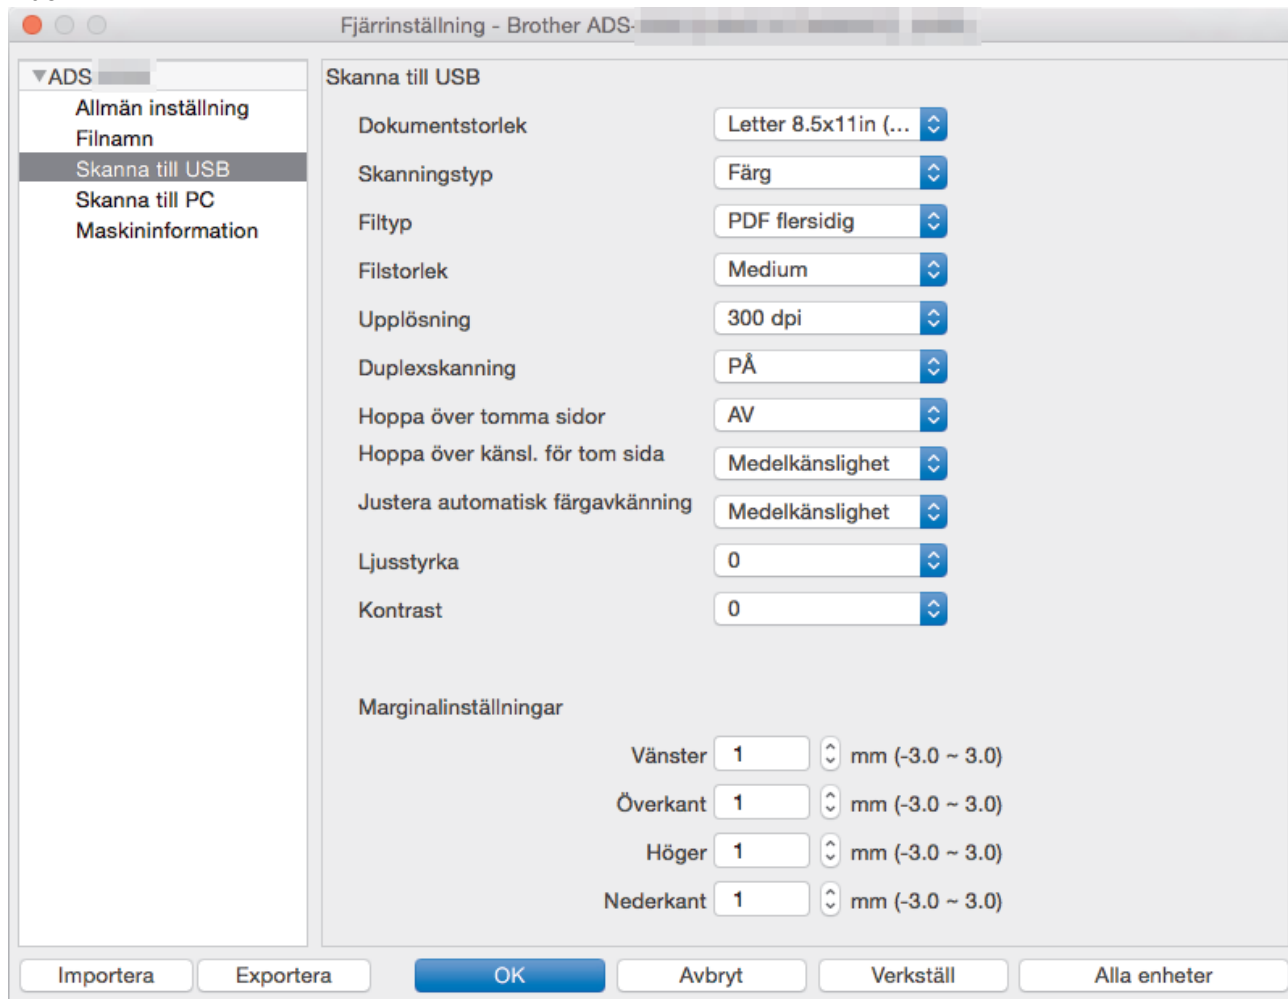 Fjärrinställning - Brother ADS-
ADS
Allmän inställning
Filnamn
Skanna till USB
Skanna till PC
Maskininformation
Skanna till USB
Dokumentstorlek Letter 8.5x11in (...
Skanningstyp Färg
Filtyp PDF flersidig
Filstorlek Medium
Upplösning 300 dpi
Duplexskanning PÅ
Hoppa över tomma sidor AV
Hoppa över känsl. för tom sida Medelkänslighet
Justera automatisk färgavkänning Medelkänslighet
Ljusstyrka 0
Kontrast 0
Marginalinställningar
Vänster 1 mm (-3.0 ~ 3.0)
Överkant 1 mm (-3.0 ~ 3.0)
Höger 1 mm (-3.0 ~ 3.0)
Nederkant 1 mm (-3.0 ~ 3.0)
Importera Exportera OK Avbryt Verkställ Alla enheter